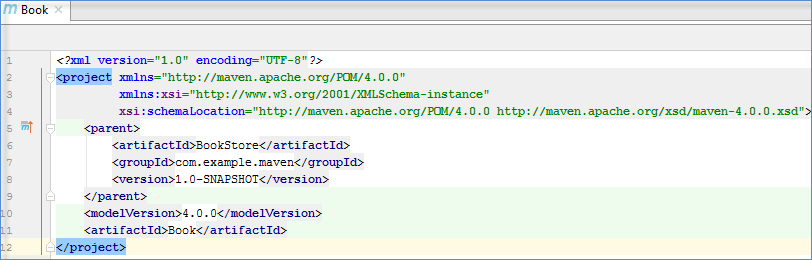 m Book
1 <?xml version="1.0" encoding="UTF-8"?>
2 <project xmlns="http://maven.apache.org/POM/4.0.0"
3 xmlns:xsi="http://www.w3.org/2001/XMLSchema-instance"
4 xsi:schemaLocation="http://maven.apache.org/POM/4.0.0 http://maven.apache.org/xsd/maven-4.0.0.xsd">
5 m <parent>
6 <artifactId>BookStore</artifactId>
7 <groupId>com.example.maven</groupId>
8 <version>1.0-SNAPSHOT</version>
9 </parent>
10 <modelVersion>4.0.0</modelVersion>
11 <artifactId>Book</artifactId>
12 </project>